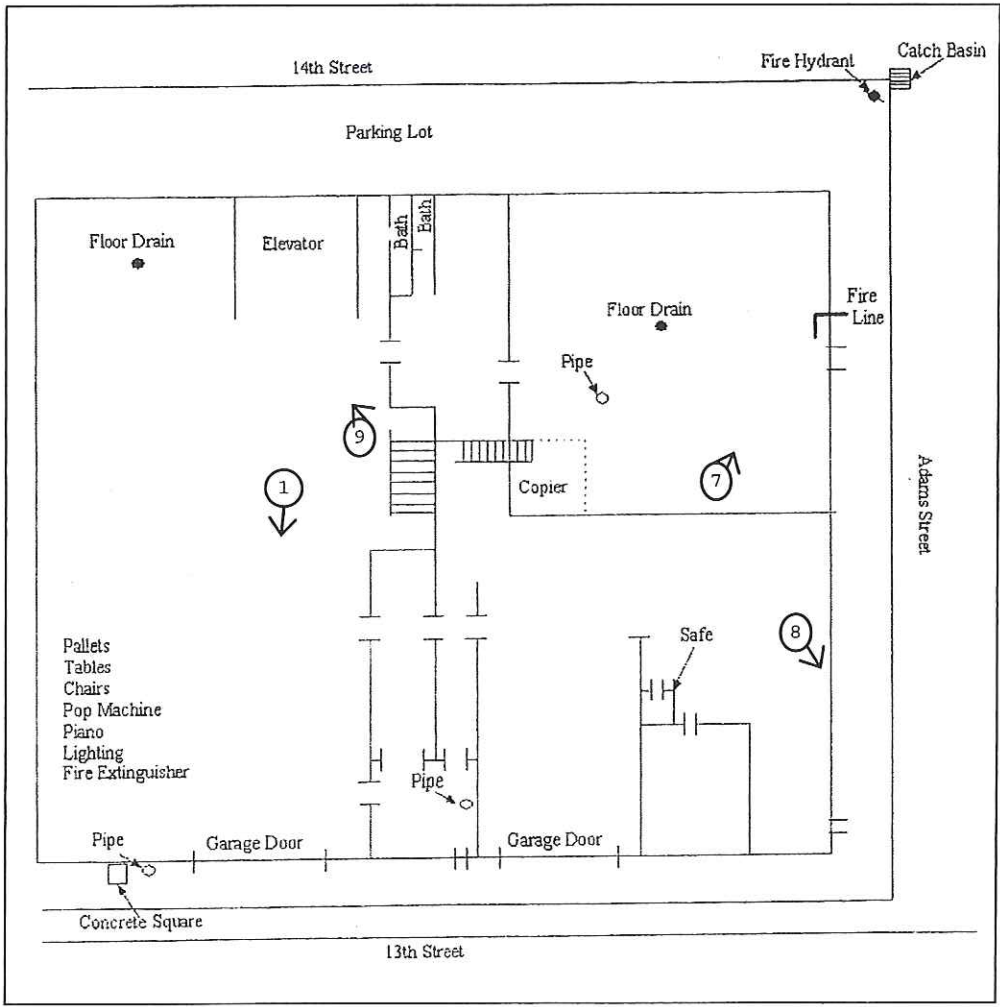 14th Street
Fire Hydrant
Catch Basin
Parking Lot
Floor Drain
Elevator
Bath
Bath
Floor Drain
Fire
Line
Pipe
9
1
7
Copier
Adams Street
8
Safe
Pallets
Tables
Chairs
Pop Machine
Piano
Lighting
Fire Extinguisher
Pipe
Pipe
Garage Door
Garage Door
Concrete Square
13th Street